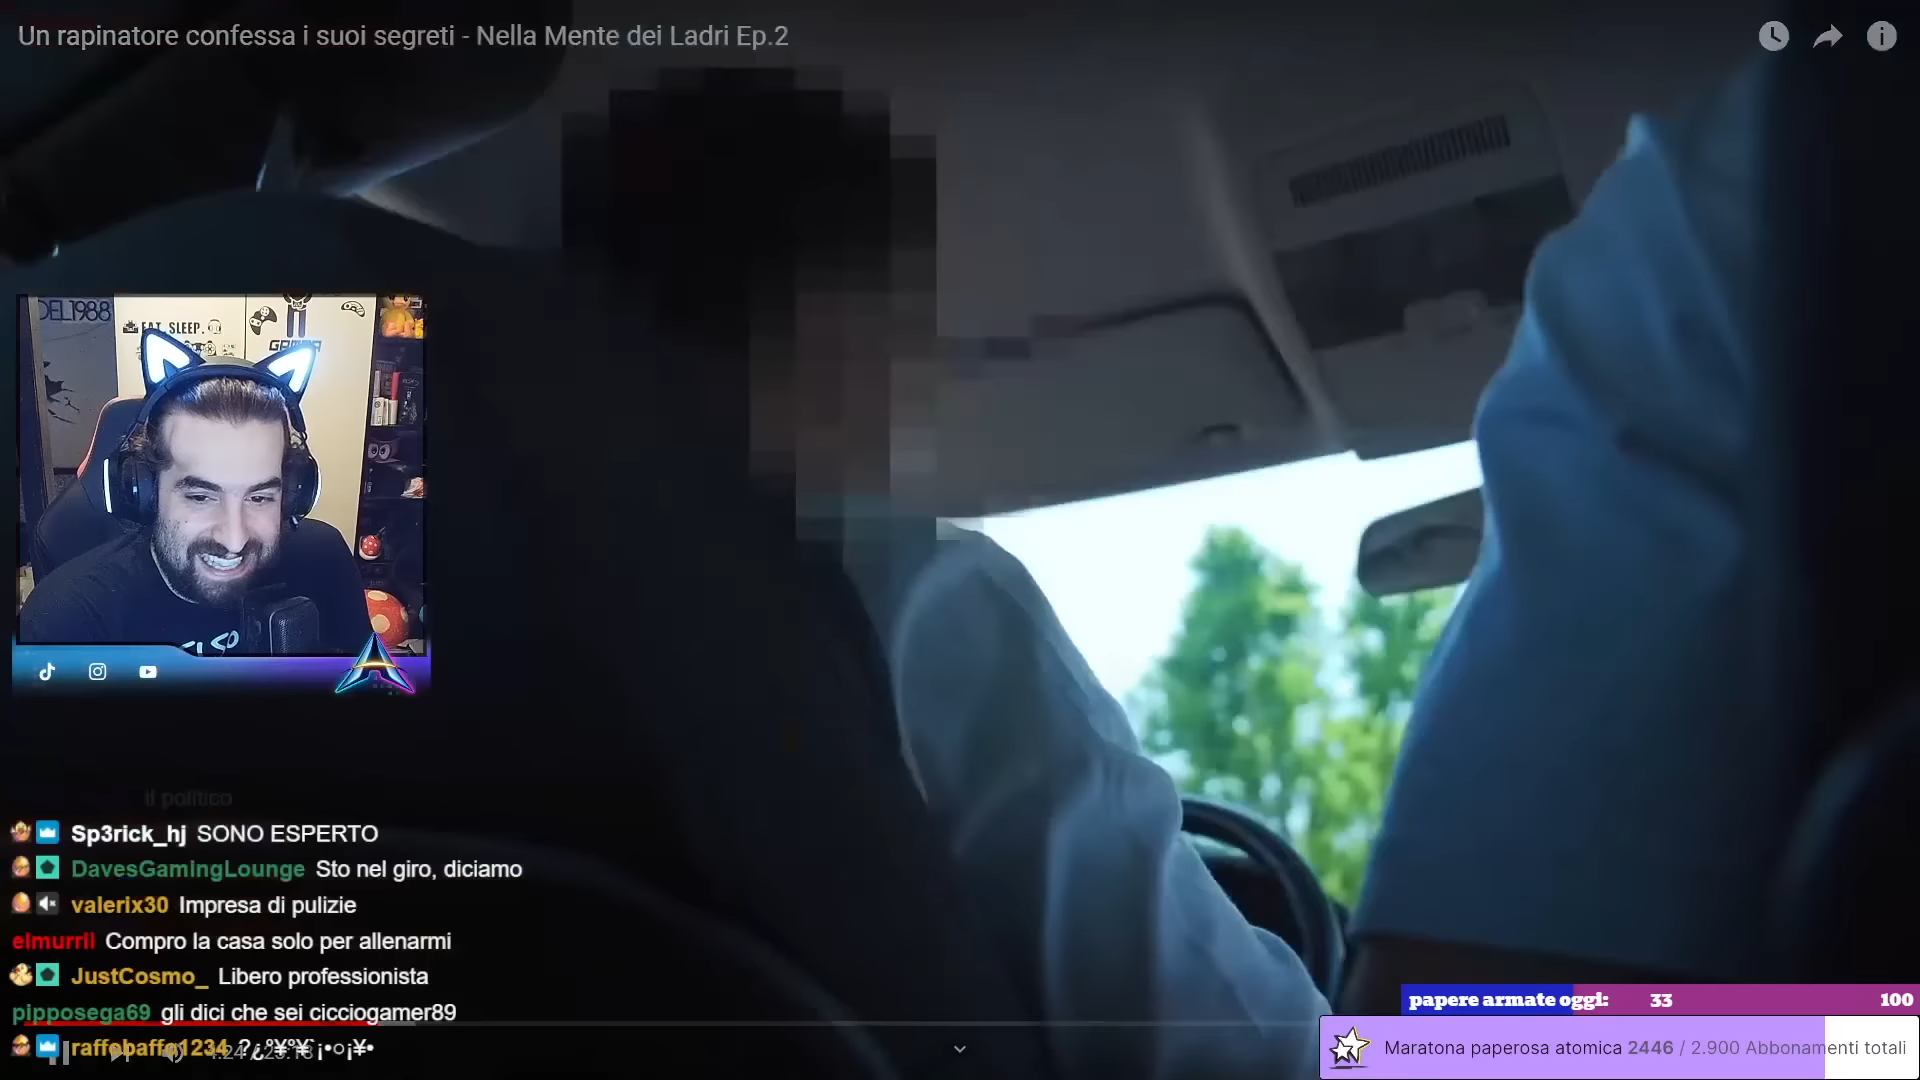 Un rapinatore confessa i suoi segreti - Nella Mente dei Ladri Ep.2
DEL1988
EAT. SLEEP.
il politico
Sp3rick_hj SONO ESPERTO
DavesGamingLounge Sto nel giro, diciamo
valerix30 Impresa di pulizie
elmurrii Compro la casa solo per allenarmi
JustCosmo_ Libero professionista
pipposega69 gli dici che sei cicciogamer89
raffobaffo1234
papere armate oggi: 33 100
Maratona paperosa atomica 2446 / 2.900 Abbonamenti totali